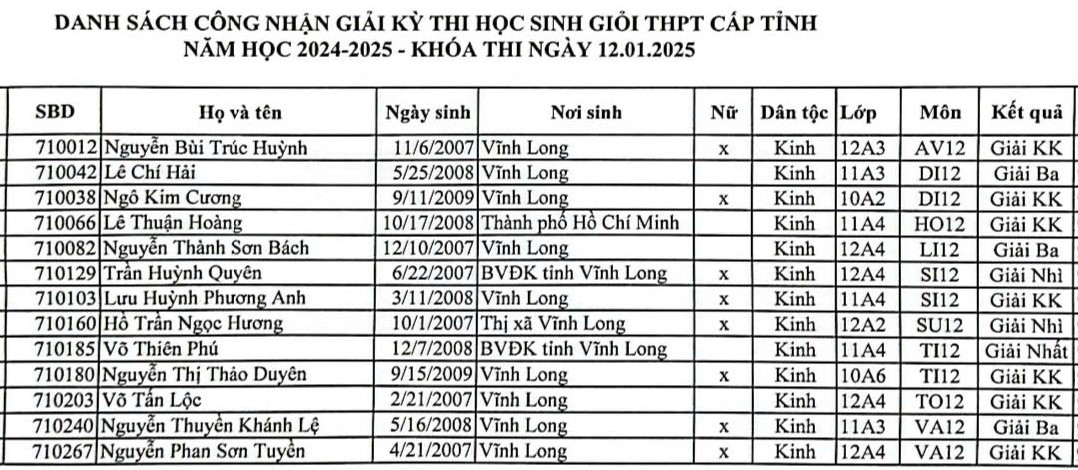 DANH SÁCH CÔNG NHẬN GIẢI KỲ THI HỌC SINH GIỎI THPT CẤP TỈNH
NĂM HỌC 2024-2025 - KHÓA THI NGÀY 12.01.2025
SBD Họ và tên Ngày sinh Nơi sinh Nữ Dân tộc Lớp Môn Kết quả
710012 Nguyễn Bùi Trúc Huỳnh 11/6/2007 Vĩnh Long x Kinh 12A3 AV12 Giải KK
710042 Lê Chí Hải 5/25/2008 Vĩnh Long Kinh 11A3 DI12 Giải Ba
710038 Ngô Kim Cương 9/11/2009 Vĩnh Long x Kinh 10A2 DI12 Giải KK
710066 Lê Thuận Hoàng 10/17/2008 Thành phố Hồ Chí Minh Kinh 11A4 HO12 Giải KK
710082 Nguyễn Thành Sơn Bách 12/10/2007 Vĩnh Long Kinh 12A4 LI12 Giải Ba
710129 Trần Huỳnh Quyên 6/22/2007 BVĐK tỉnh Vĩnh Long x Kinh 12A4 SI12 Giải Nhì
710103 Lưu Huỳnh Phương Anh 3/11/2008 Vĩnh Long x Kinh 11A4 SI12 Giải KK
710160 Hồ Trần Ngọc Hương 10/1/2007 Thị xã Vĩnh Long x Kinh 12A2 SU12 Giải Nhì
710185 Võ Thiên Phú 12/7/2008 BVĐK tỉnh Vĩnh Long Kinh 11A4 TI12 Giải Nhất
710180 Nguyễn Thị Thảo Duyên 9/15/2009 Vĩnh Long x Kinh 10A6 TI12 Giải KK
710203 Võ Tấn Lộc 2/21/2007 Vĩnh Long Kinh 12A4 TO12 Giải KK
710240 Nguyễn Thuyền Khánh Lệ 5/16/2008 Vĩnh Long x Kinh 11A3 VA12 Giải Ba
710267 Nguyễn Phan Sơn Tuyền 4/21/2007 Vĩnh Long x Kinh 12A4 VA12 Giải KK